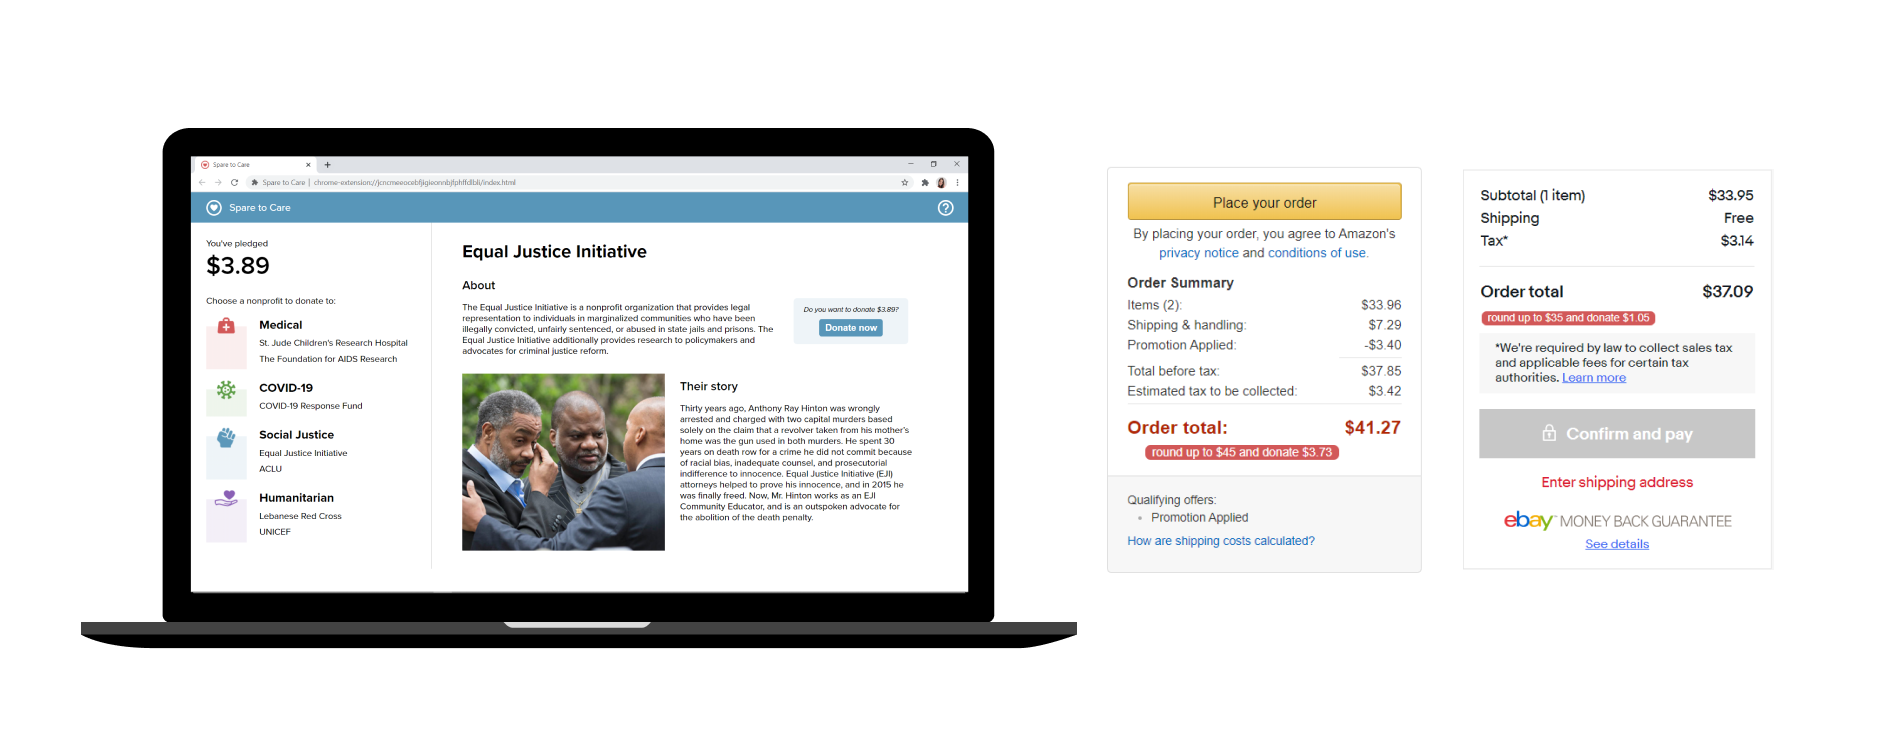 Spare to Care
Spare to Care | chrome-extension://jcncmeeocebfjigieonnbjfphffdlbli/index.html
Spare to Care
You've pledged
$3.89
Choose a nonprofit to donate to:
Medical
St. Jude Children's Research Hospital
The Foundation for AIDS Research
COVID-19
COVID-19 Response Fund
Social Justice
Equal Justice Initiative
ACLU
Humanitarian
Lebanese Red Cross
UNICEF
Equal Justice Initiative
About
The Equal Justice Initiative is a nonprofit organization that provides legal
representation to individuals in marginalized communities who have been
illegally convicted, unfairly sentenced, or abused in state jails and prisons. The
Equal Justice Initiative additionally provides research to policymakers and
advocates for criminal justice reform.
Do you want to donate $3.89?
Donate now
Their story
Thirty years ago, Anthony Ray Hinton was wrongly
arrested and charged with two capital murders based
solely on the claim that a revolver taken from his mother's
home was the gun used in both murders. He spent 30
years on death row for a crime he did not commit because
of racial bias, inadequate counsel, and prosecutorial
indifference to innocence. Equal Justice Initiative (EJI)
attorneys helped to prove his innocence, and in 2015 he
was finally freed. Now, Mr. Hinton works as an EJI
Community Educator, and is an outspoken advocate for
the abolition of the death penalty.
Place your order
By placing your order, you agree to Amazon's
privacy notice and conditions of use.
Order Summary
Items (2): $33.96
Shipping & handling: $7.29
Promotion Applied: -$3.40
Total before tax: $37.85
Estimated tax to be collected: $3.42
Order total: $41.27
round up to $45 and donate $3.73
Qualifying offers:
• Promotion Applied
How are shipping costs calculated?
Subtotal (1 item) $33.95
Shipping Free
Tax* $3.14
Order total $37.09
round up to $35 and donate $1.05
*We're required by law to collect sales tax
and applicable fees for certain tax
authorities. Learn more
Confirm and pay
Enter shipping address
ebay™ MONEY BACK GUARANTEE
See details